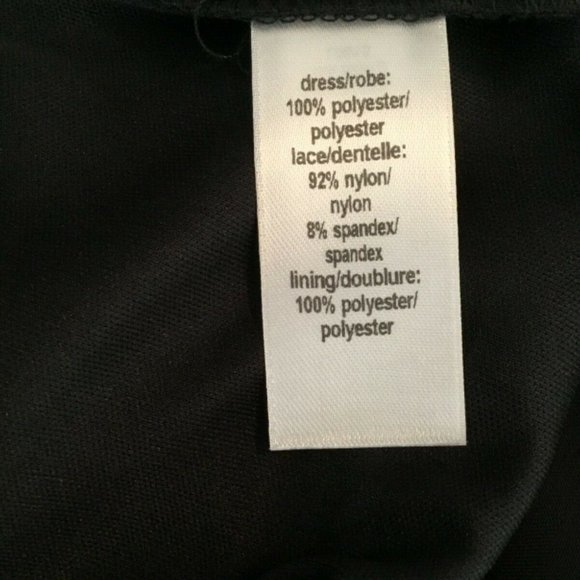 dress/robe:
100% polyester/
polyester
lace/dentelle:
92% nylon/
nylon
8% spandex/
spandex
lining/doublure:
100% polyester/
polyester